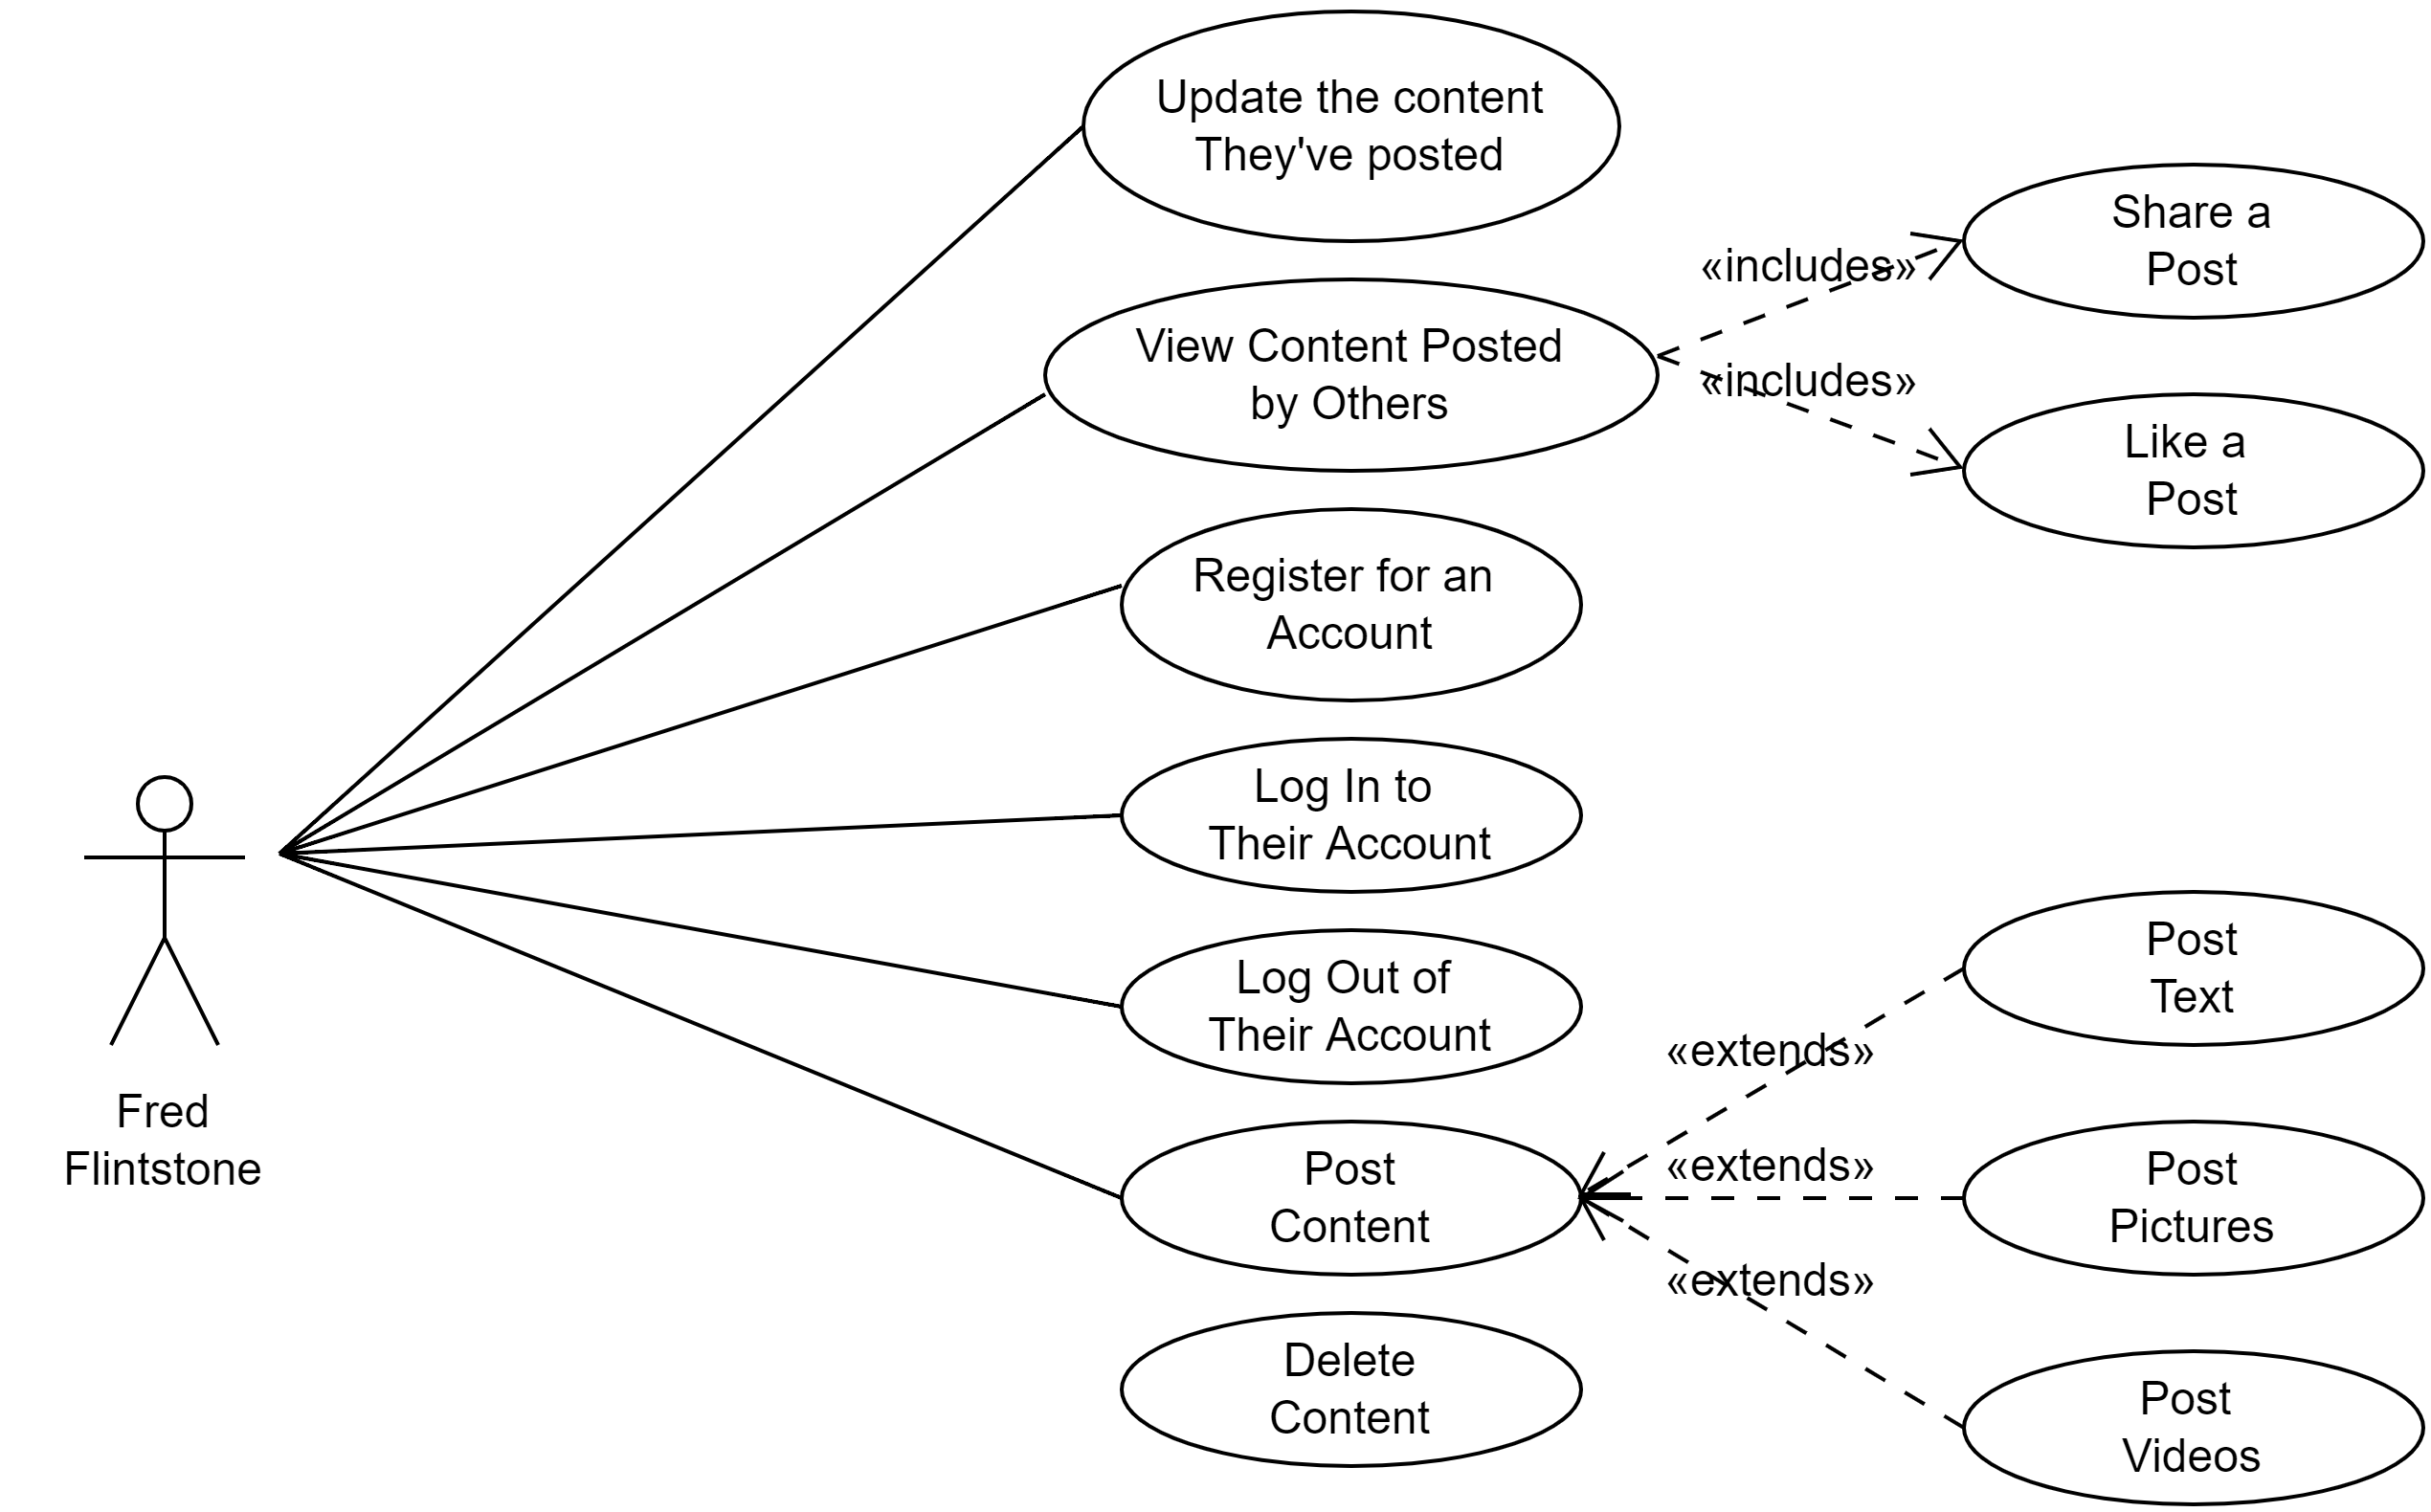 Update the content
They've posted
Share a
Post
«includes»
View Content Posted
by Others
«includes»
Like a
Post
Register for an
Account
Log In to
Their Account
Log Out of
Their Account
Post
Text
«extends»
Fred
Flintstone
Post
Content
«extends»
Post
Pictures
«extends»
Delete
Content
Post
Videos